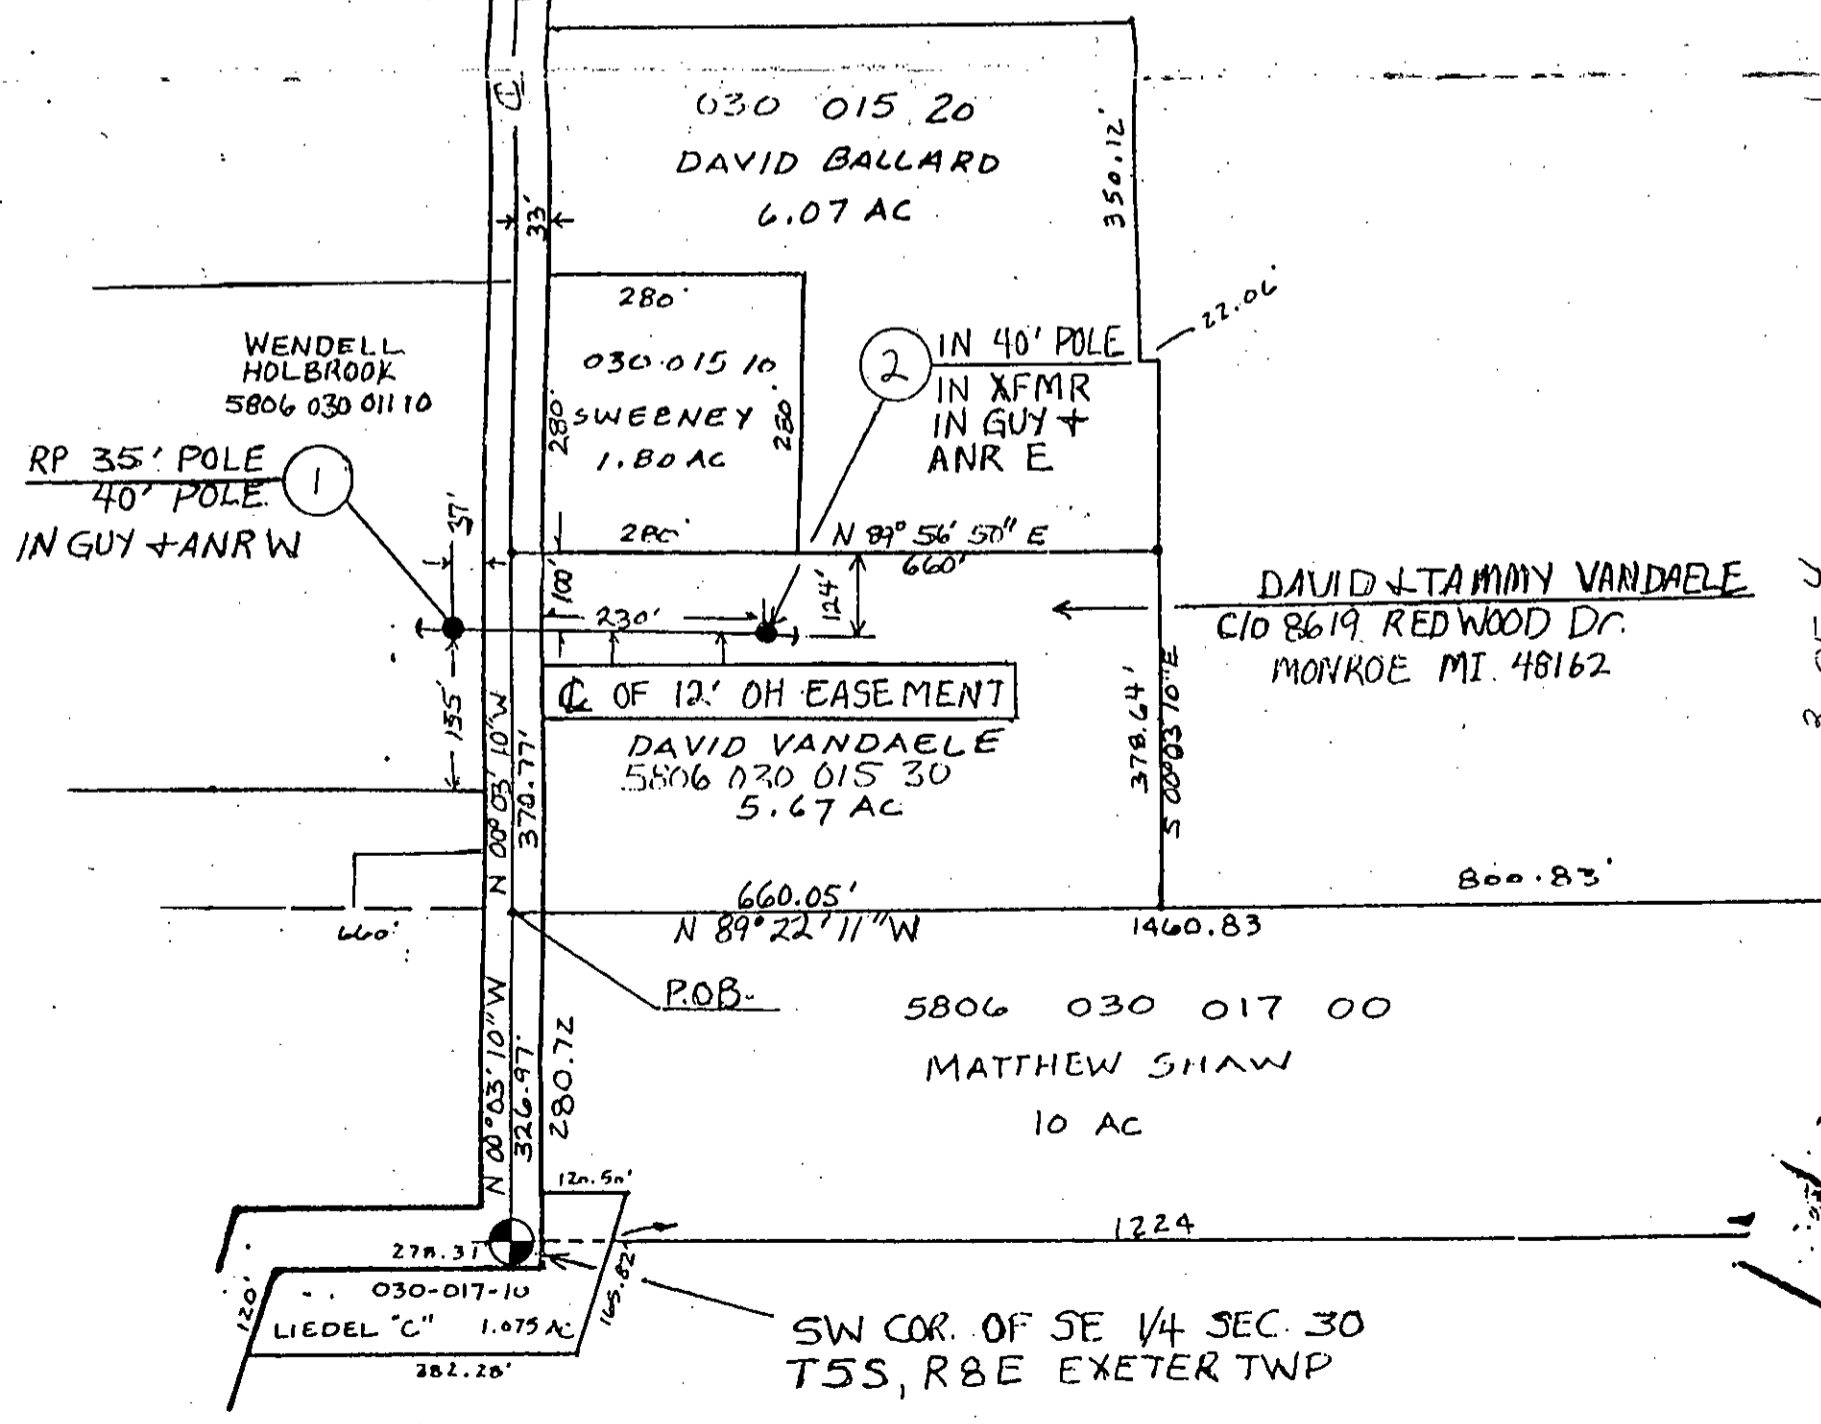 ℄
030 015 20
DAVID BALLARD
6.07 AC
350.12'
33'
22.06'
280'
WENDELL
HOLBROOK
5806 030 011 10
030-015 10
SWEENEY
1.80 AC
280'
280'
2
IN 40' POLE
IN XFMR
IN GUY +
ANR E
RP 35' POLE
40' POLE
1
IN GUY + ANR W
37'
N 89° 56' 50" E
660'
100'
230'
124'
DAVID & TAMMY VANDAELE
C/O 8619 REDWOOD Dr.
MONROE MI. 48162
℄ OF 12' OH EASEMENT
155'
DAVID VANDAELE
5806 030 015 30
5.67 AC
N 00° 03' 10" W
370.77'
378.64'
S 00° 03' 10" E
800.83'
660.05'
N 89° 22' 11" W
1460.83
660'
P.O.B.
5806 030 017 00
MATTHEW SHAW
10 AC
N 00° 03' 10" W
326.97'
280.72
1224
120'
030-017-10
LIEDEL "C" 1.075 AC
165.82'
382.28'
SW COR. OF SE 1/4 SEC. 30
T5S, R8E EXETER TWP